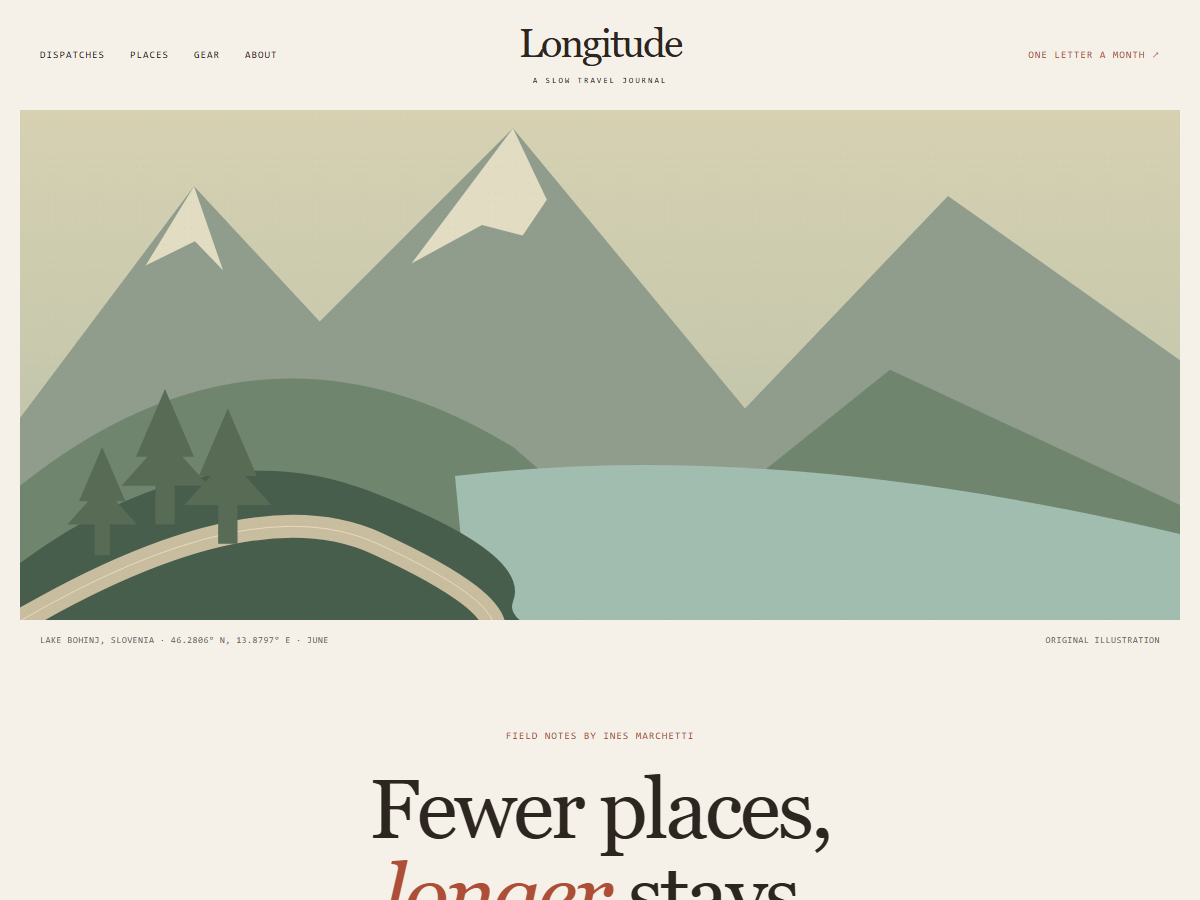 DISPATCHES PLACES GEAR ABOUT
Longitude
A SLOW TRAVEL JOURNAL
ONE LETTER A MONTH ↗
LAKE BOHINJ, SLOVENIA · 46.2806° N, 13.8797° E · JUNE
ORIGINAL ILLUSTRATION
FIELD NOTES BY INES MARCHETTI
Fewer places,
longer stays